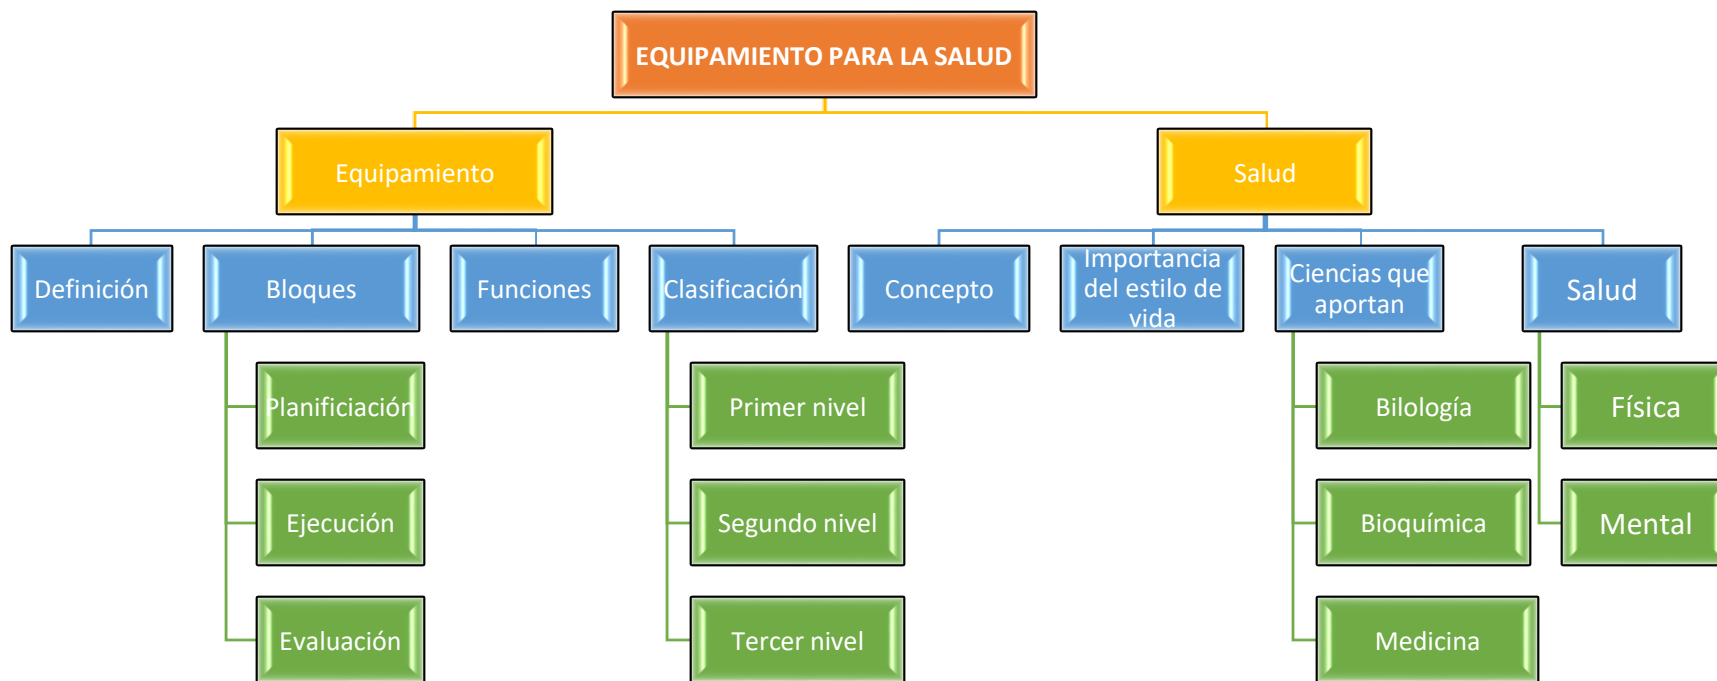 EQUIPAMIENTO PARA LA SALUD
Equipamiento
Salud
Definición
Bloques
Funciones
Clasificación
Concepto
Importancia
del estilo de
vida
Ciencias que
aportan
Salud
Planificiación
Primer nivel
Bilología
Física
Ejecución
Segundo nivel
Bioquímica
Mental
Evaluación
Tercer nivel
Medicina